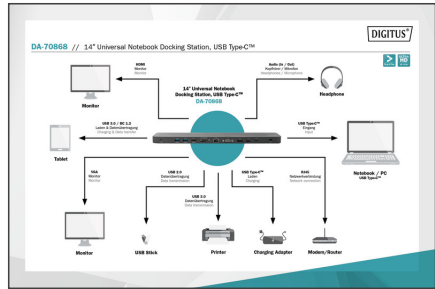 DIGITUS®
DA-70868 // 14" Universal Notebook Docking Station, USB Type-C™
HDMI
Monitor
Monitor
Audio (In / Out)
Kopfhörer / Mikrofon
Headphones / Microphone
HD
14" Universal Notebook
Docking Station, USB Type-C™
DA-70868
Monitor
Headphone
USB 3.0 / BC 1.2
Laden & Datenübertragung
Charging & Data transfer
USB Type-C™
Eingang
Input
Tablet
Notebook / PC
USB Type-C™
VGA
Monitor
Monitor
USB 2.0
Datenübertragung
Data transmission
USB Type-C™
Laden
Charging
RJ45
Netzwerkverbindung
Network connection
USB 2.0
Datenübertragung
Data transmission
Monitor
USB Stick
Printer
Charging Adapter
Modem/Router